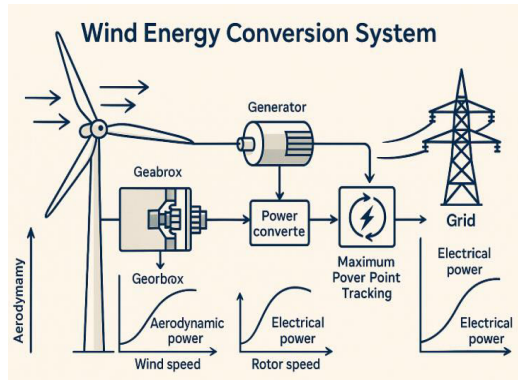 Wind Energy Conversion System
Generator
Geabrox
Power
converte
Grid
Maximum
Pover Point
Tracking
Georbox
Aerodymamy
Aerodynamic
power
Wind speed
Electrical
power
Rotor speed
Electrical
power
Electrical
power